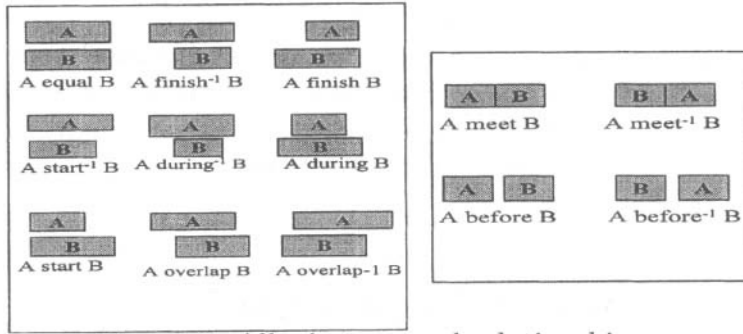 A A A
B B B
A equal B A finish-1 B A finish B
A A A
B B B
A start-1 B A during-1 B A during B
A A A
B B B
A start B A overlap B A overlap-1 B
A B B A
A meet B A meet-1 B
A B B A
A before B A before-1 B